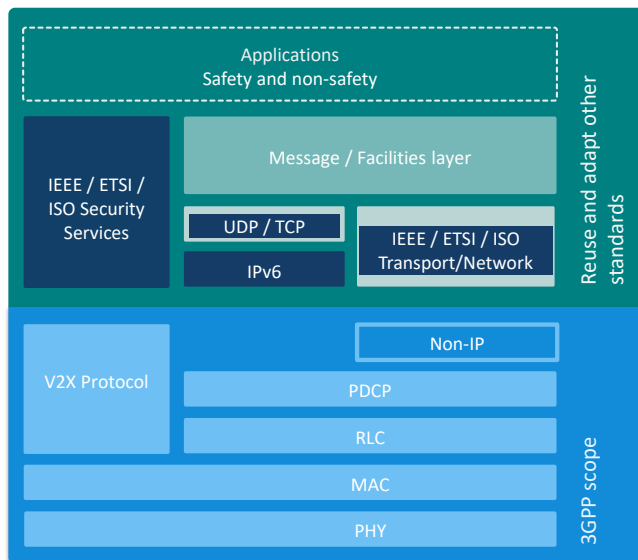 Applications
Safety and non-safety
IEEE / ETSI /
ISO Security
Services
Message / Facilities layer
UDP / TCP
IPv6
IEEE / ETSI / ISO
Transport/Network
Reuse and adapt other
standards
V2X Protocol
Non-IP
PDCP
RLC
MAC
PHY
3GPP scope